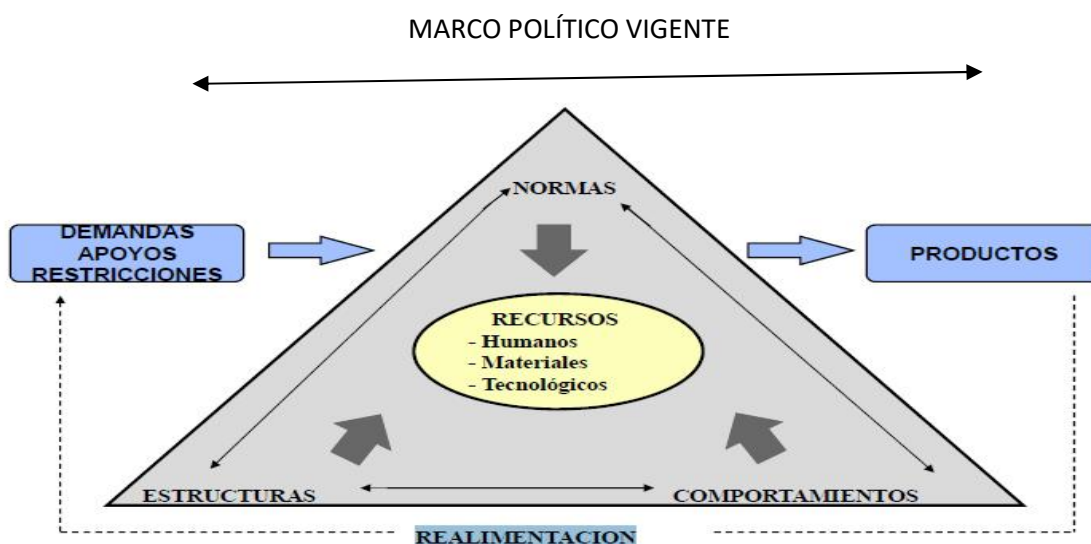 MARCO POLÍTICO VIGENTE
NORMAS
DEMANDAS
APOYOS
RESTRICCIONES
PRODUCTOS
RECURSOS
- Humanos
- Materiales
- Tecnológicos
ESTRUCTURAS
COMPORTAMIENTOS
REALIMENTACION